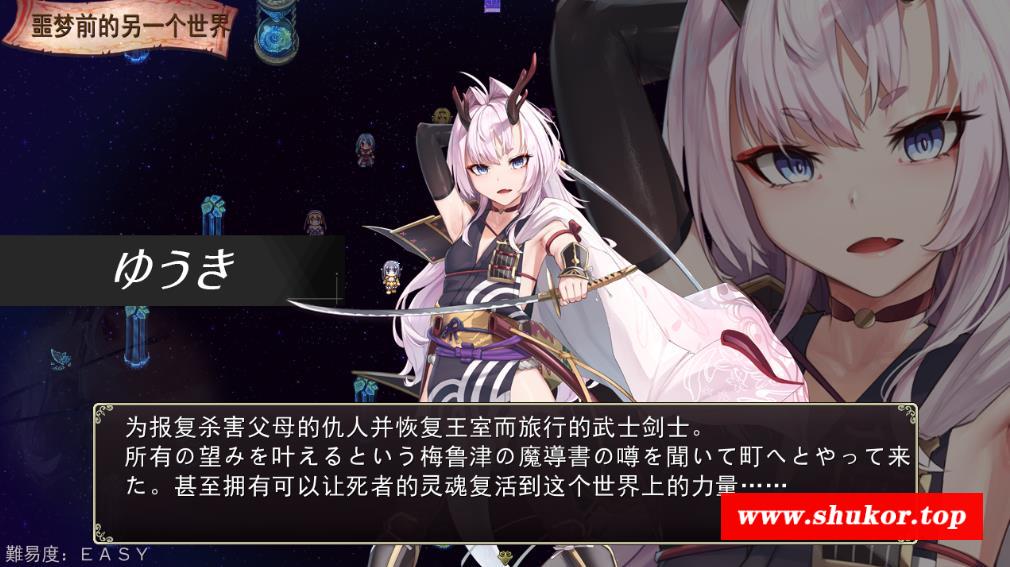 噩梦前的另一个世界
ゆうき
为报复杀害父母的仇人并恢复王室而旅行的武士剑士。
所有の望みを叶えるという梅鲁津の魔導書の噂を聞いて町へとやって来
た。甚至拥有可以让死者的灵魂复活到这个世界上的力量……
www.shukor.top
難易度：ＥＡＳＹ